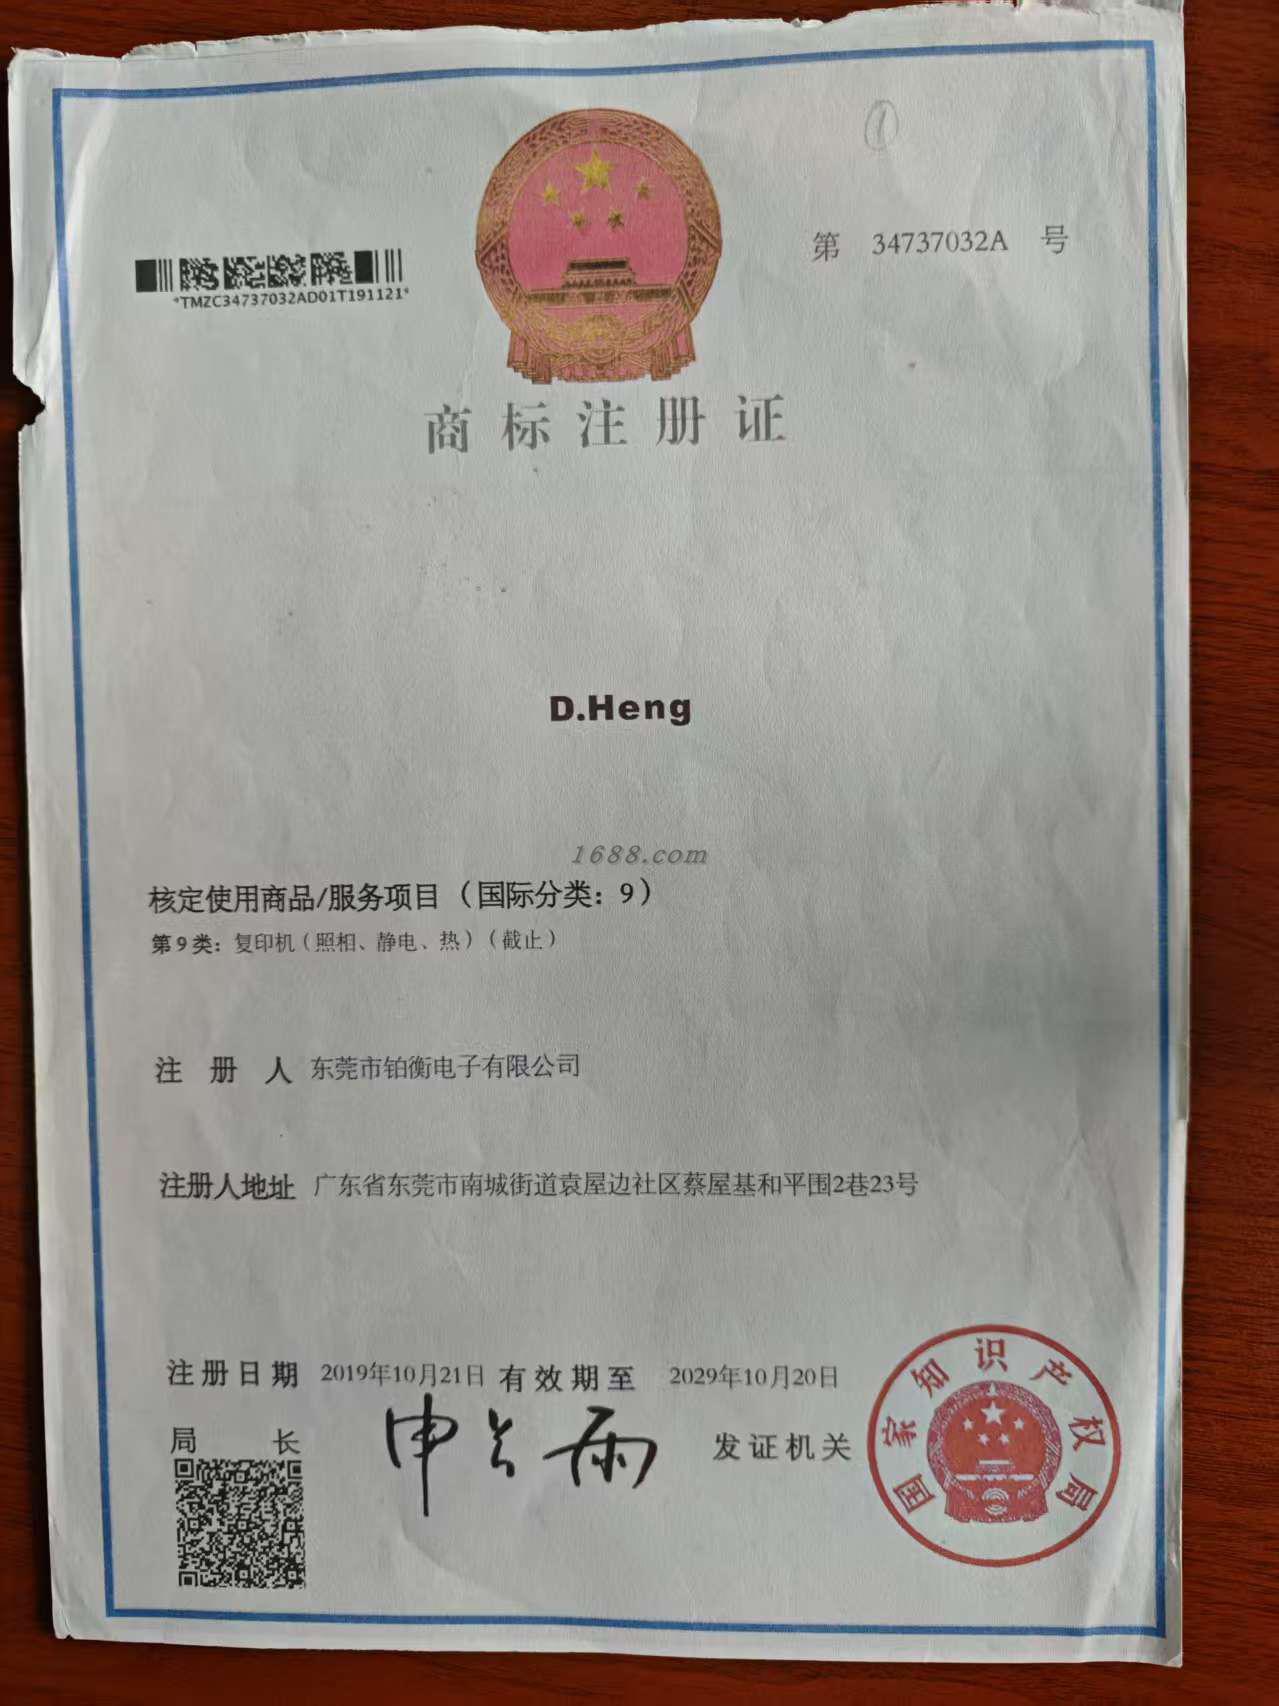 ①
第 34737032A 号
*TMZC34737032AD01T191121*
商标注册证
D.Heng
1688.com
核定使用商品/服务项目（国际分类：9）
第9类：复印机（照相、静电、热）（截止）
注册人 东莞市铂衡电子有限公司
注册人地址 广东省东莞市南城街道袁屋边社区蔡屋基和平围2巷23号
注册日期 2019年10月21日 有效期至 2029年10月20日
局长 申长雨 发证机关
国家知识产权局